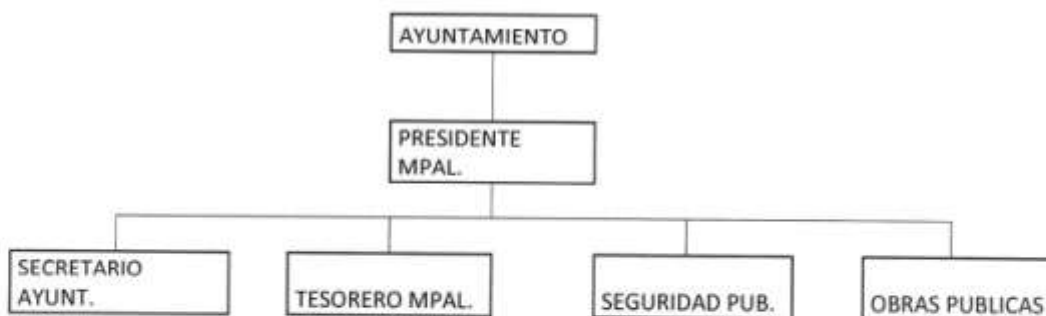 AYUNTAMIENTO
PRESIDENTE
MPAL.
SECRETARIO
AYUNT.
TESORERO MPAL.
SEGURIDAD PUB.
OBRAS PUBLICAS